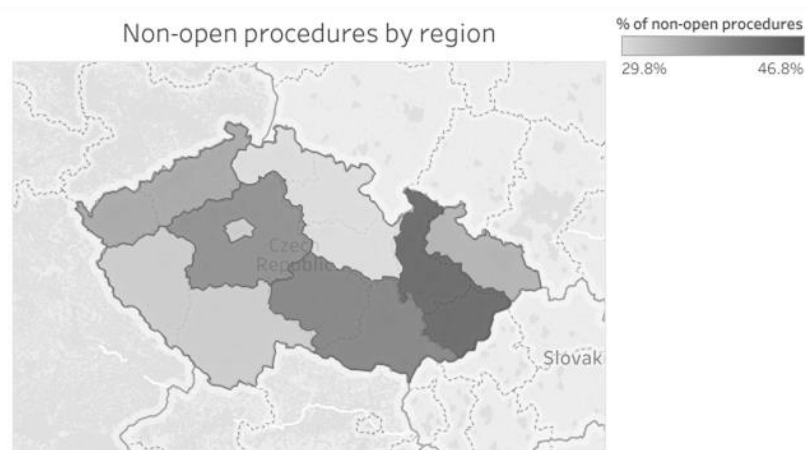 Non-open procedures by region
% of non-open procedures
29.8% 46.8%
Czech
Republic
Slovak